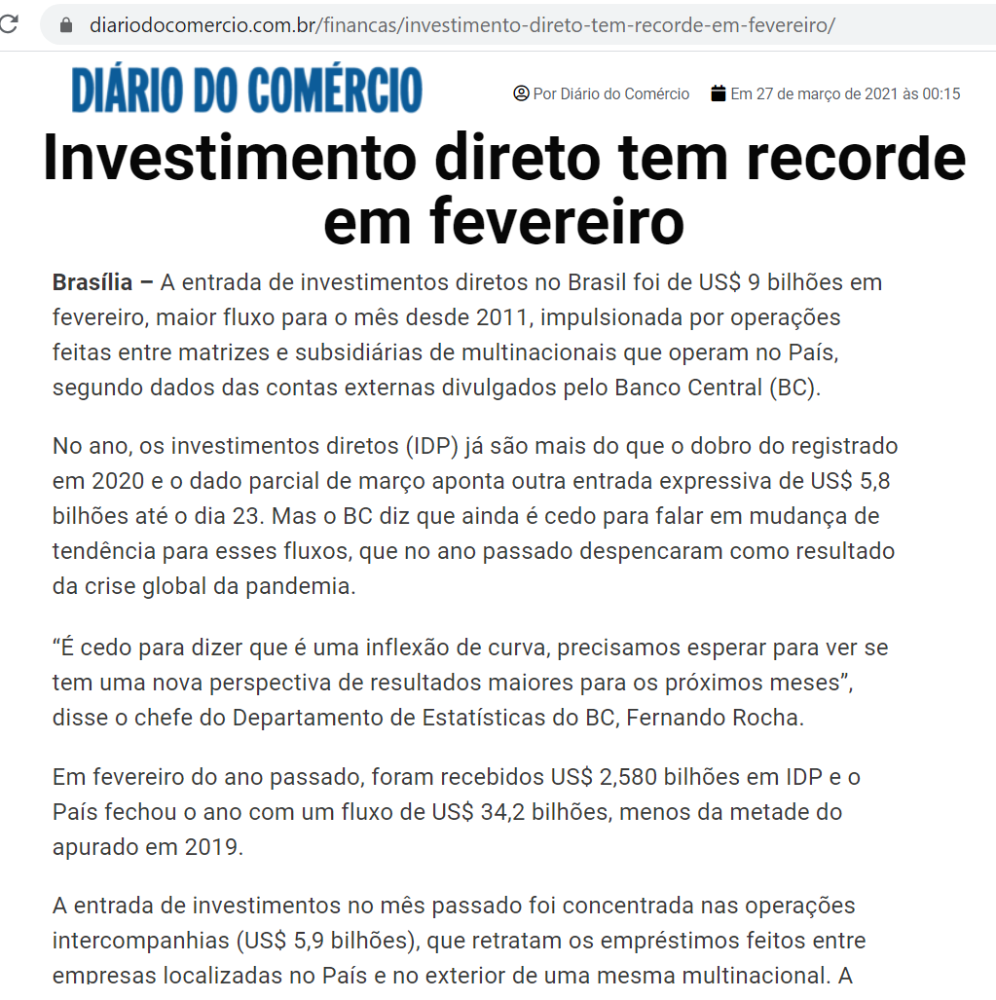 diariodocomercio.com.br/financas/investimento-direto-tem-recorde-em-fevereiro/
DIÁRIO DO COMÉRCIO
Por Diário do Comércio Em 27 de março de 2021 às 00:15
Investimento direto tem recorde
em fevereiro
Brasília – A entrada de investimentos diretos no Brasil foi de US$ 9 bilhões em
fevereiro, maior fluxo para o mês desde 2011, impulsionada por operações
feitas entre matrizes e subsidiárias de multinacionais que operam no País,
segundo dados das contas externas divulgados pelo Banco Central (BC).
No ano, os investimentos diretos (IDP) já são mais do que o dobro do registrado
em 2020 e o dado parcial de março aponta outra entrada expressiva de US$ 5,8
bilhões até o dia 23. Mas o BC diz que ainda é cedo para falar em mudança de
tendência para esses fluxos, que no ano passado despencaram como resultado
da crise global da pandemia.
“É cedo para dizer que é uma inflexão de curva, precisamos esperar para ver se
tem uma nova perspectiva de resultados maiores para os próximos meses”,
disse o chefe do Departamento de Estatísticas do BC, Fernando Rocha.
Em fevereiro do ano passado, foram recebidos US$ 2,580 bilhões em IDP e o
País fechou o ano com um fluxo de US$ 34,2 bilhões, menos da metade do
apurado em 2019.
A entrada de investimentos no mês passado foi concentrada nas operações
intercompanhias (US$ 5,9 bilhões), que retratam os empréstimos feitos entre
empresas localizadas no País e no exterior de uma mesma multinacional. A